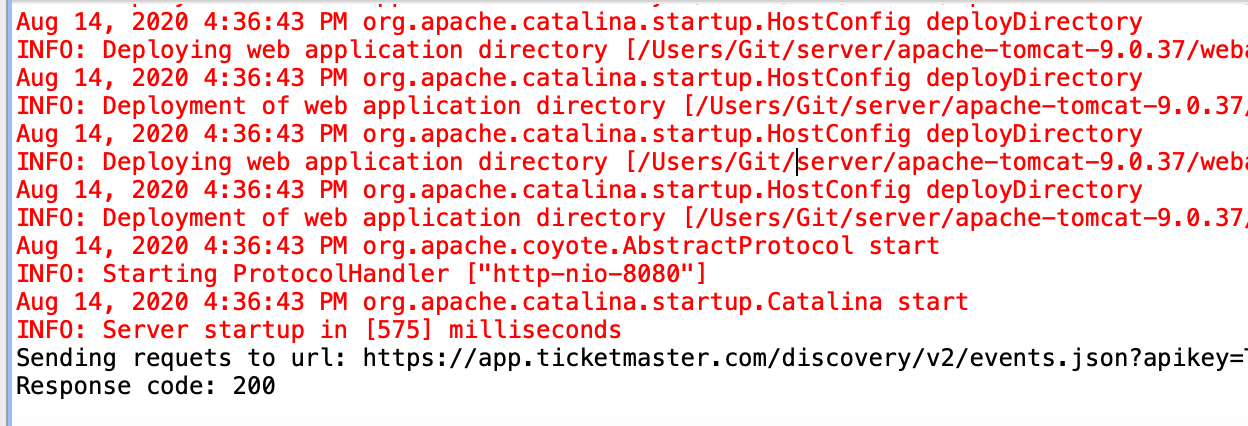 Aug 14, 2020 4:36:43 PM org.apache.catalina.startup.HostConfig deployDirectory
INFO: Deploying web application directory [/Users/Git/server/apache-tomcat-9.0.37/weba
Aug 14, 2020 4:36:43 PM org.apache.catalina.startup.HostConfig deployDirectory
INFO: Deployment of web application directory [/Users/Git/server/apache-tomcat-9.0.37/
Aug 14, 2020 4:36:43 PM org.apache.catalina.startup.HostConfig deployDirectory
INFO: Deploying web application directory [/Users/Git/server/apache-tomcat-9.0.37/weba
Aug 14, 2020 4:36:43 PM org.apache.catalina.startup.HostConfig deployDirectory
INFO: Deployment of web application directory [/Users/Git/server/apache-tomcat-9.0.37/
Aug 14, 2020 4:36:43 PM org.apache.coyote.AbstractProtocol start
INFO: Starting ProtocolHandler ["http-nio-8080"]
Aug 14, 2020 4:36:43 PM org.apache.catalina.startup.Catalina start
INFO: Server startup in [575] milliseconds
Sending requets to url: https://app.ticketmaster.com/discovery/v2/events.json?apikey=
Response code: 200